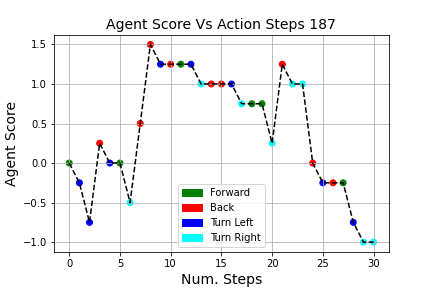 Agent Score Vs Action Steps 187
Agent Score
1.5
1.0
0.5
0.0
−0.5
−1.0
Forward
Back
Turn Left
Turn Right
0 5 10 15 20 25 30
Num. Steps